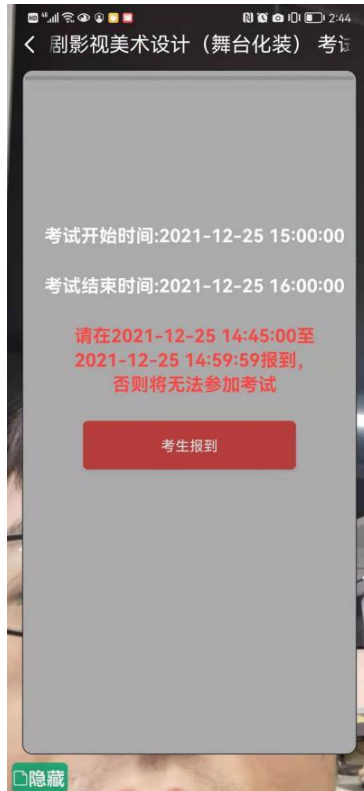 2:44
剧影视美术设计（舞台化装） 考试
考试开始时间:2021-12-25 15:00:00
考试结束时间:2021-12-25 16:00:00
请在2021-12-25 14:45:00至
2021-12-25 14:59:59报到，
否则将无法参加考试
考生报到
隐藏